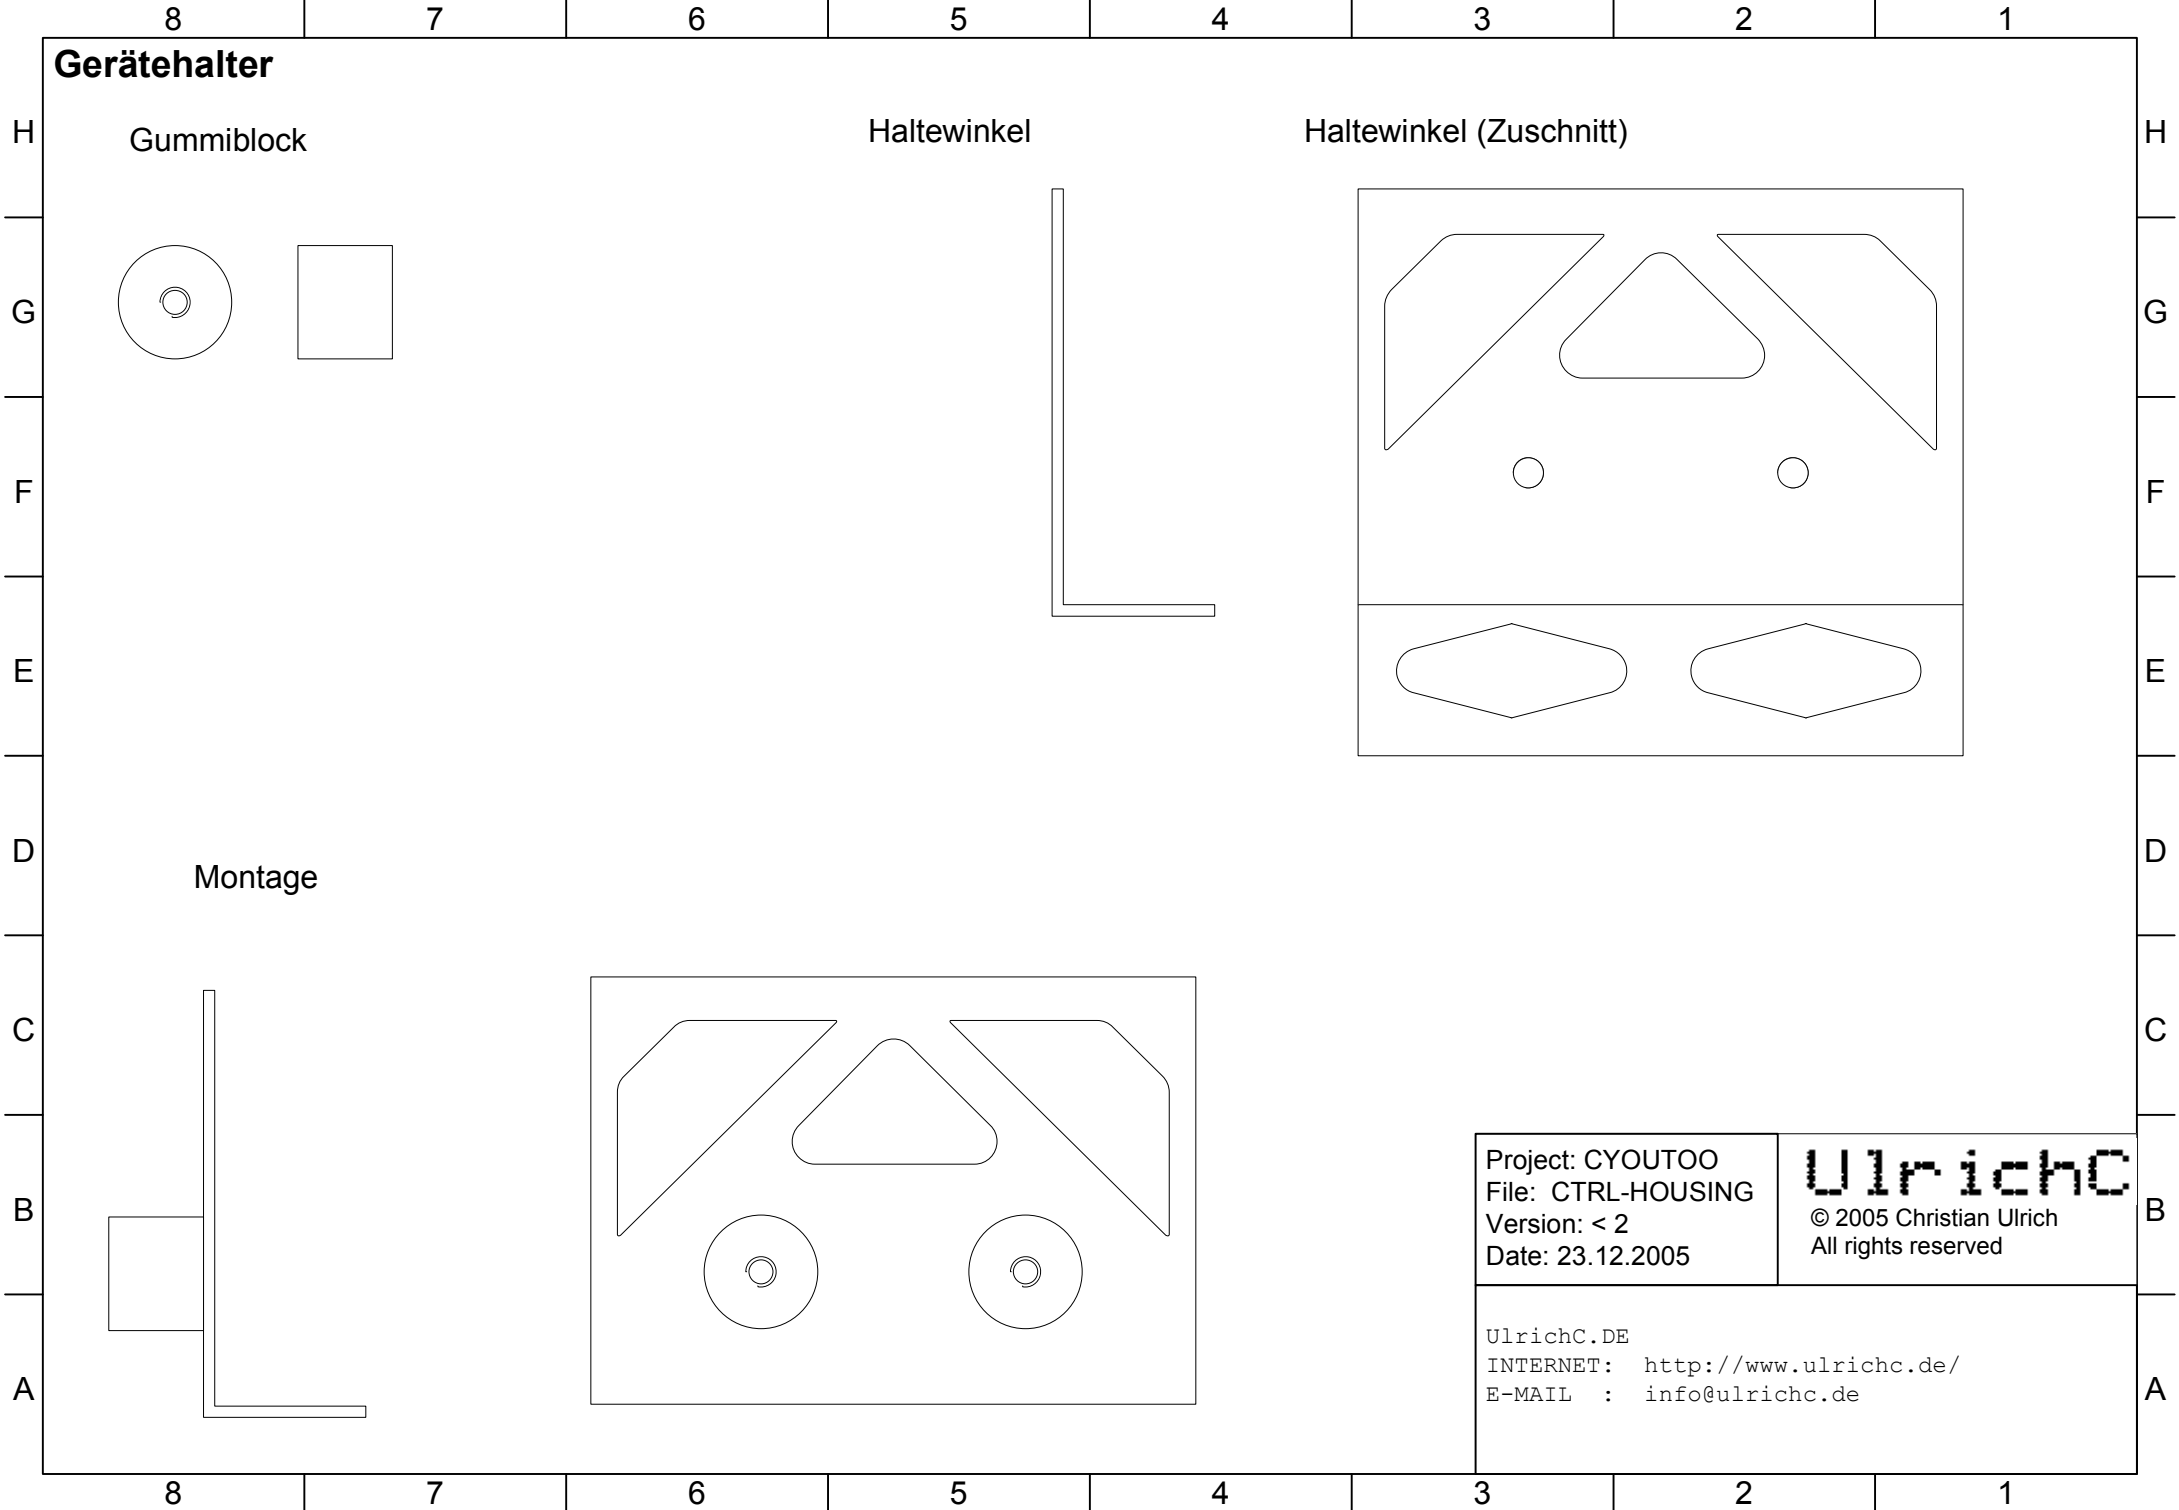 8 7 6 5 4 3 2 1
Gerätehalter
H H
Gummiblock Haltewinkel Haltewinkel (Zuschnitt)
G G
F F
E E
D D
Montage
C C
B B
Project: CYOUTOO
File: CTRL-HOUSING
Version: < 2
Date: 23.12.2005
UlrichC
© 2005 Christian Ulrich
All rights reserved
UlrichC.DE
INTERNET: http://www.ulrichc.de/
E-MAIL : info@ulrichc.de
A A
8 7 6 5 4 3 2 1